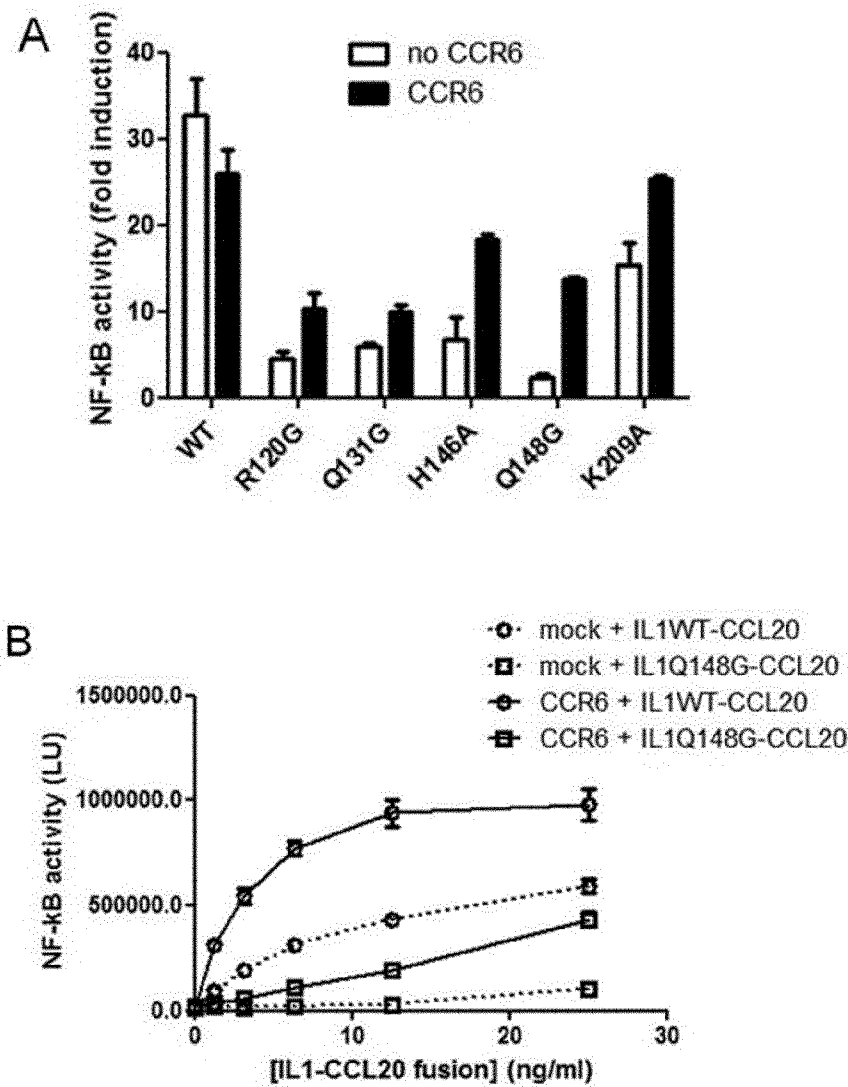 A
no CCR6
CCR6
NF-kB activity (fold induction)
40
30
20
10
0
WT
R120G
Q131G
H146A
Q148G
K209A
B
mock + IL1WT-CCL20
mock + IL1Q148G-CCL20
CCR6 + IL1WT-CCL20
CCR6 + IL1Q148G-CCL20
NF-kB activity (LU)
1500000.0
1000000.0
500000.0
0.0
0
10
20
30
[IL1-CCL20 fusion] (ng/ml)